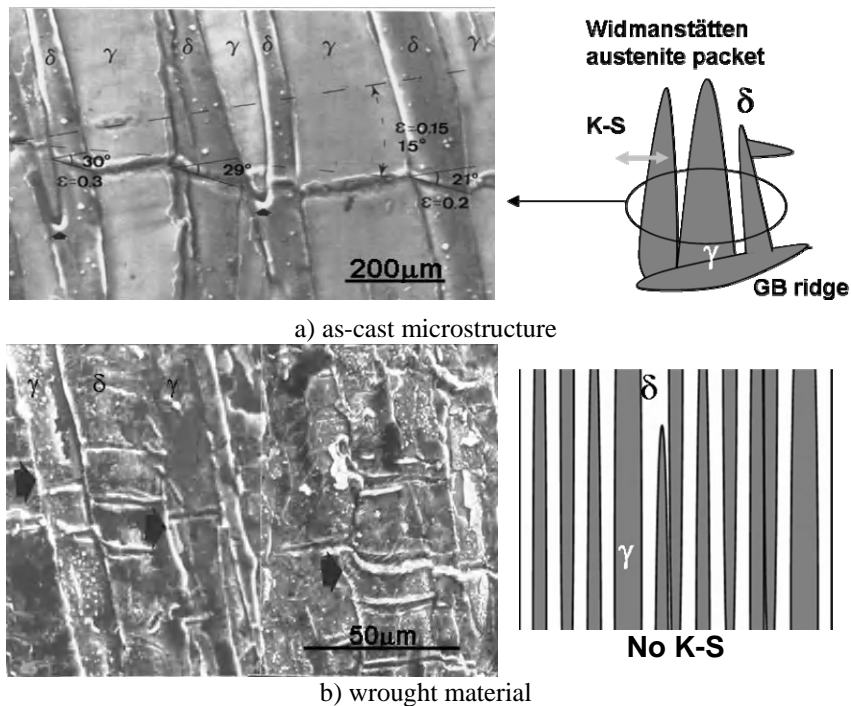 δ γ δ γ δ γ δ γ
ε=0.15
15°
30°
ε=0.3
29°
21°
ε=0.2
200μm
Widmanstätten
austenite packet
δ
K-S
γ
GB ridge
a) as-cast microstructure
γ δ γ
50μm
δ
γ
No K-S
b) wrought material